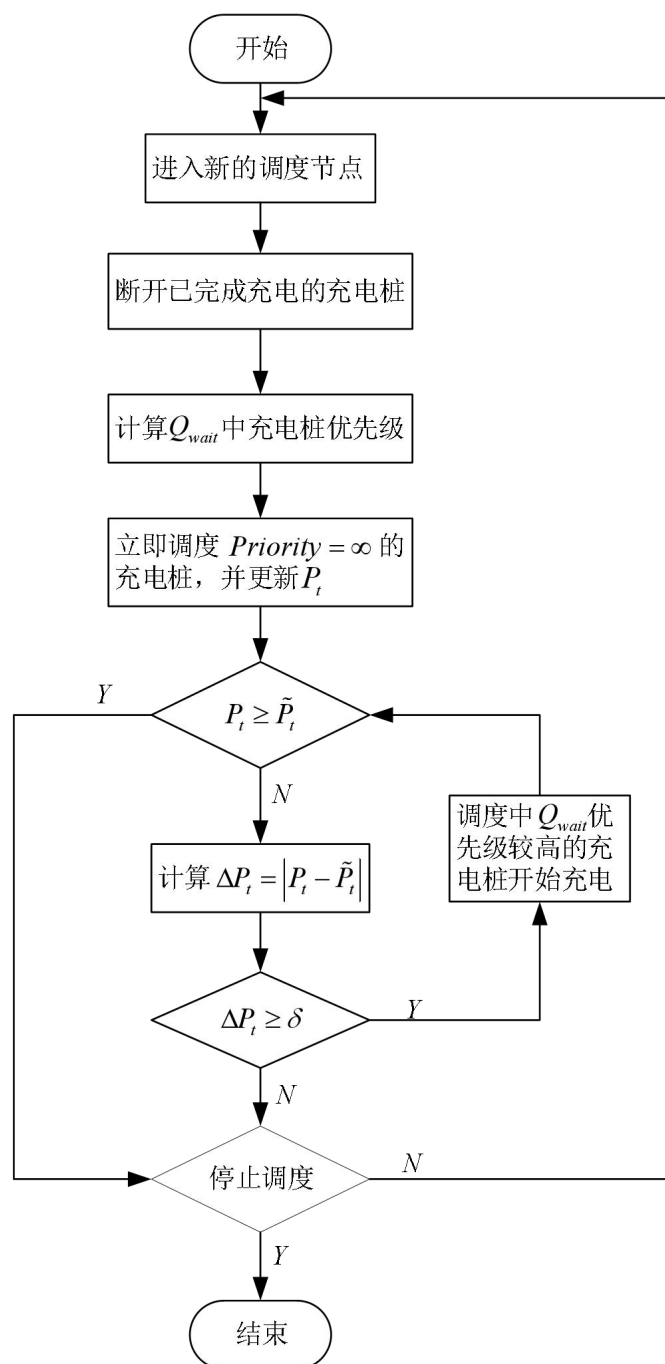 开始
进入新的调度节点
断开已完成充电的充电桩
计算Q_wait中充电桩优先级
立即调度 Priority = ∞ 的
充电桩，并更新P_t
Y
P_t ≥ P̃_t
N
调度中Q_wait优
先级较高的充
电桩开始充电
计算 ΔP_t = |P_t − P̃_t|
ΔP_t ≥ δ
Y
N
停止调度
N
Y
结束